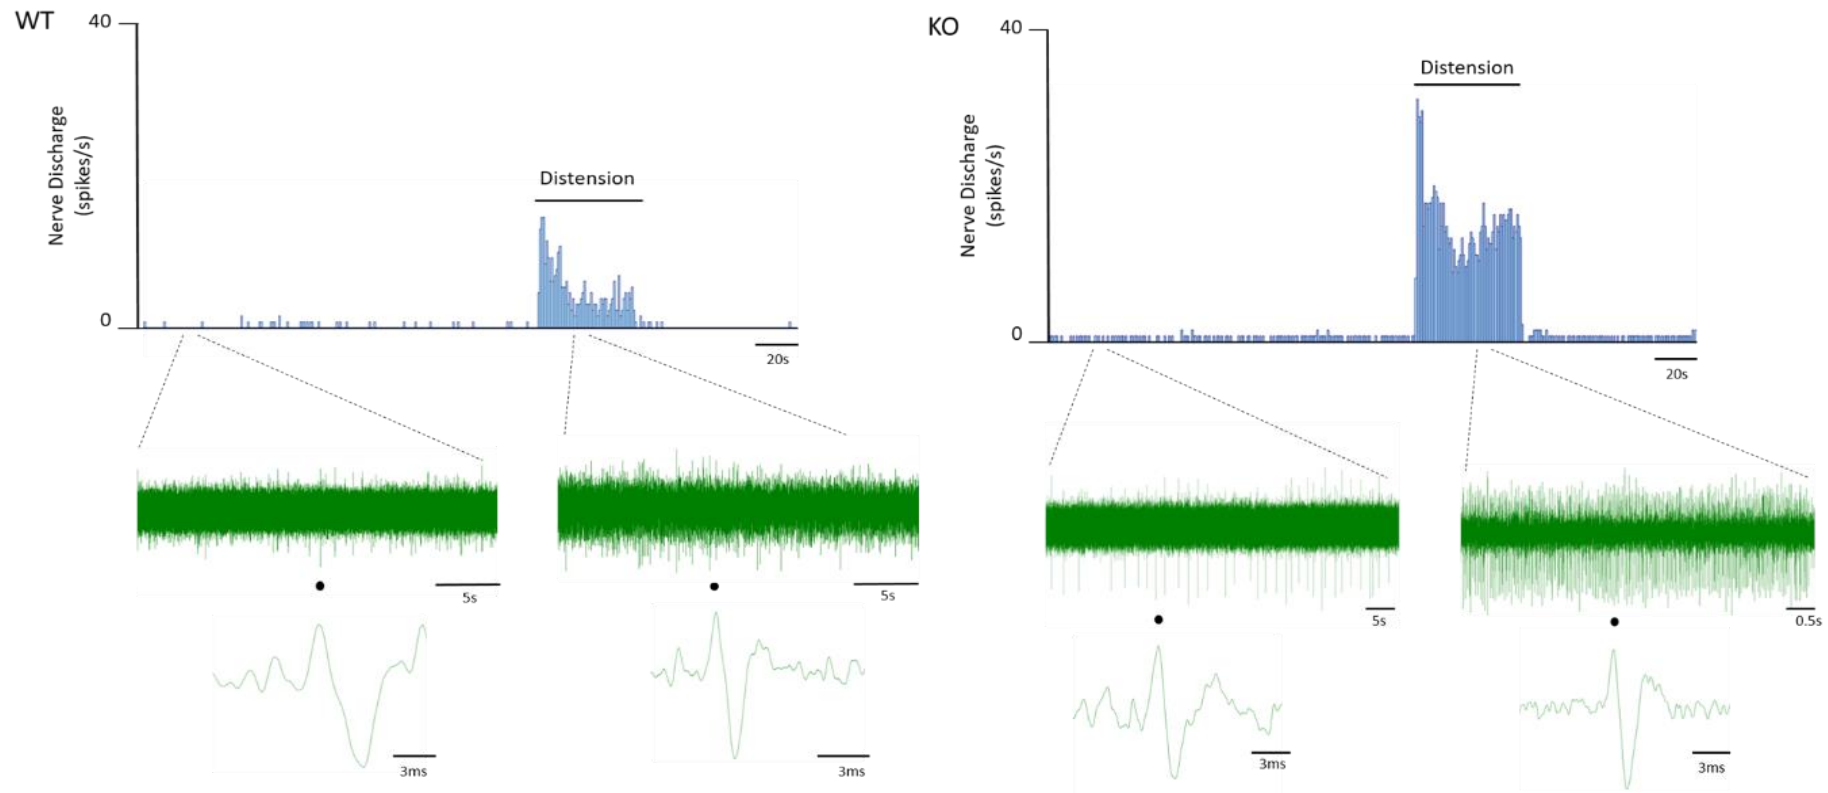 WT
40
Nerve Discharge
(spikes/s)
Distension
0
20s
5s
5s
3ms
3ms
KO
40
Nerve Discharge
(spikes/s)
Distension
0
20s
5s
0.5s
3ms
3ms